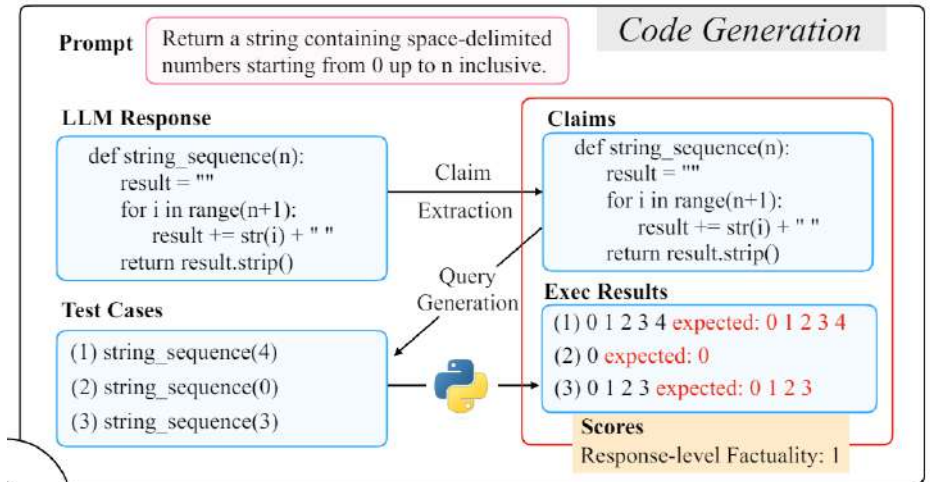 Code Generation
Prompt
Return a string containing space-delimited
numbers starting from 0 up to n inclusive.
LLM Response
def string_sequence(n):
result = ""
for i in range(n+1):
result += str(i) + " "
return result.strip()
Claim
Extraction
Claims
def string_sequence(n):
result = ""
for i in range(n+1):
result += str(i) + " "
return result.strip()
Query
Generation
Test Cases
(1) string_sequence(4)
(2) string_sequence(0)
(3) string_sequence(3)
Exec Results
(1) 0 1 2 3 4 expected: 0 1 2 3 4
(2) 0 expected: 0
(3) 0 1 2 3 expected: 0 1 2 3
Scores
Response-level Factuality: 1